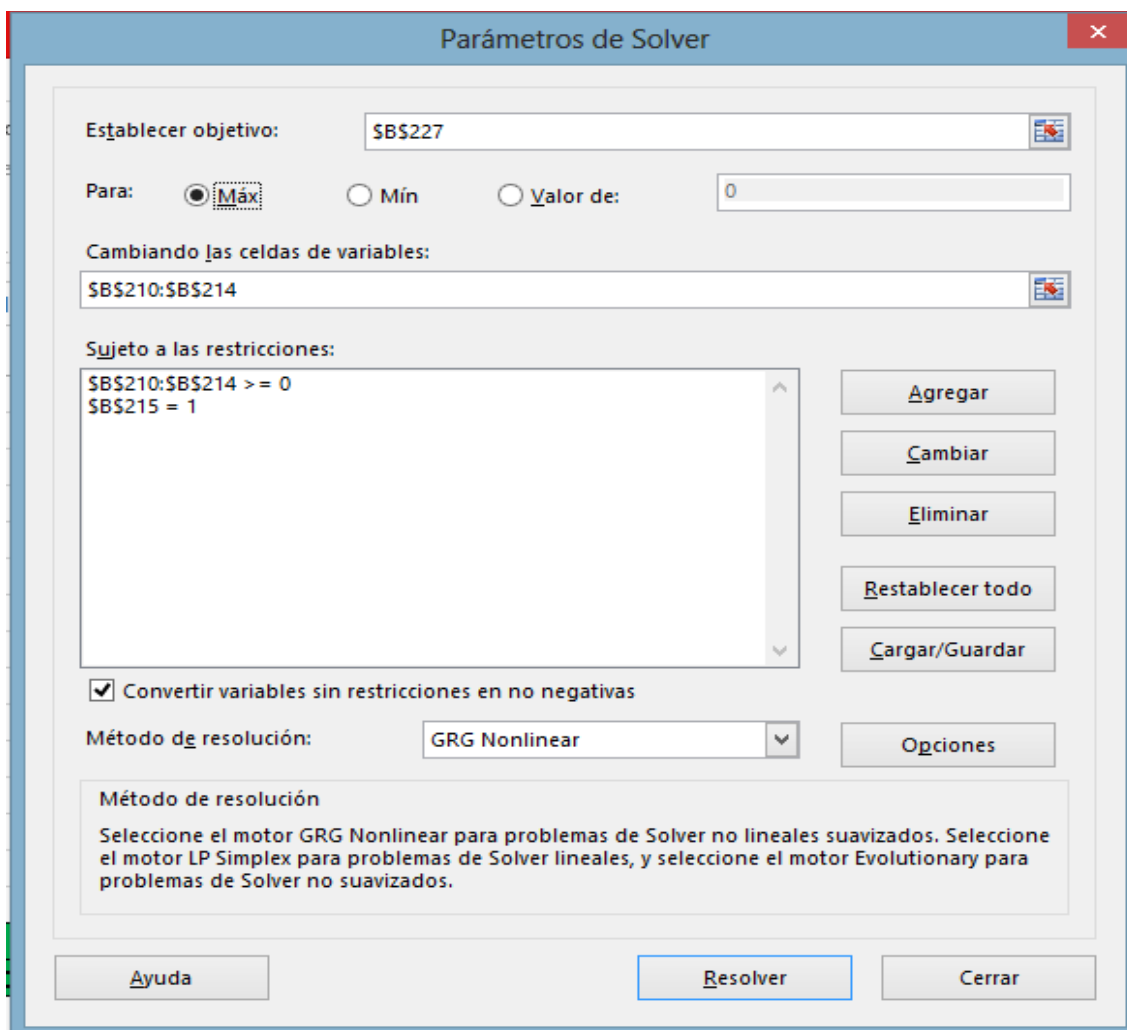 Parámetros de Solver
Establecer objetivo: $B$227
Para: Máx Mín Valor de: 0
Cambiando las celdas de variables:
$B$210:$B$214
Sujeto a las restricciones:
$B$210:$B$214 >= 0
$B$215 = 1
Agregar
Cambiar
Eliminar
Restablecer todo
Cargar/Guardar
Convertir variables sin restricciones en no negativas
Método de resolución: GRG Nonlinear Opciones
Método de resolución
Seleccione el motor GRG Nonlinear para problemas de Solver no lineales suavizados. Seleccione
el motor LP Simplex para problemas de Solver lineales, y seleccione el motor Evolutionary para
problemas de Solver no suavizados.
Ayuda Resolver Cerrar